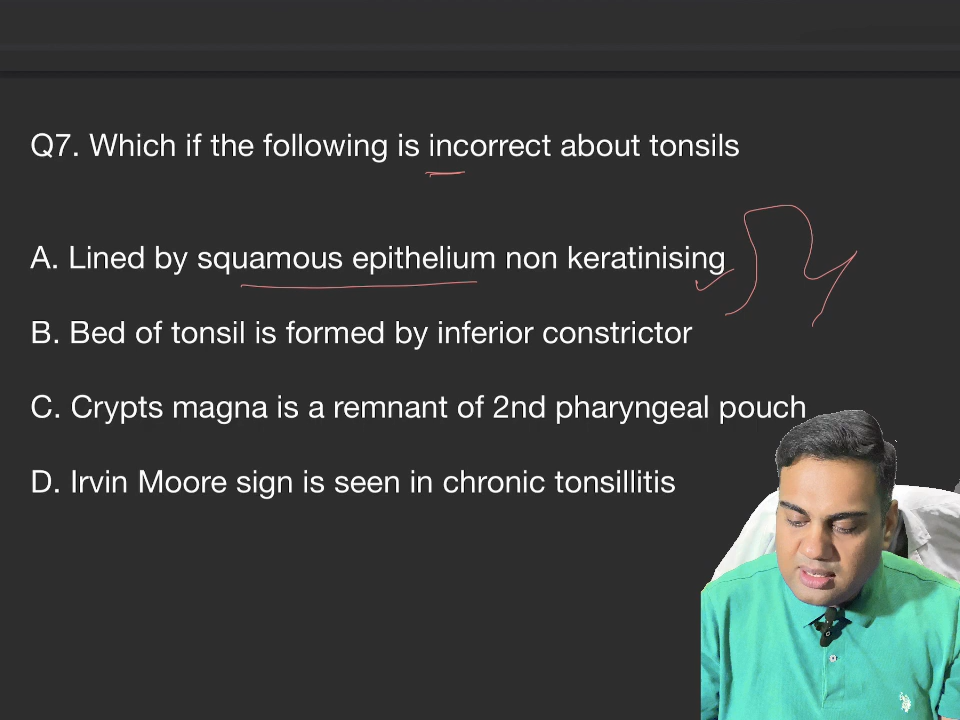 Q7. Which if the following is incorrect about tonsils
A. Lined by squamous epithelium non keratinising
B. Bed of tonsil is formed by inferior constrictor
C. Crypts magna is a remnant of 2nd pharyngeal pouch
D. Irvin Moore sign is seen in chronic tonsillitis